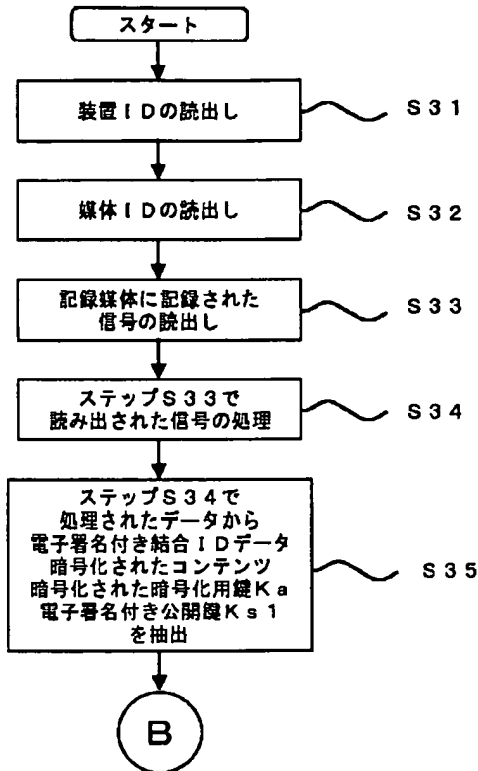 スタート
装置IDの読出し
S31
媒体IDの読出し
S32
記録媒体に記録された
信号の読出し
S33
ステップS33で
読み出された信号の処理
S34
ステップS34で
処理されたデータから
電子署名付き結合IDデータ
暗号化されたコンテンツ
暗号化された暗号化用鍵Ka
電子署名付き公開鍵Ks1
を抽出
S35
B